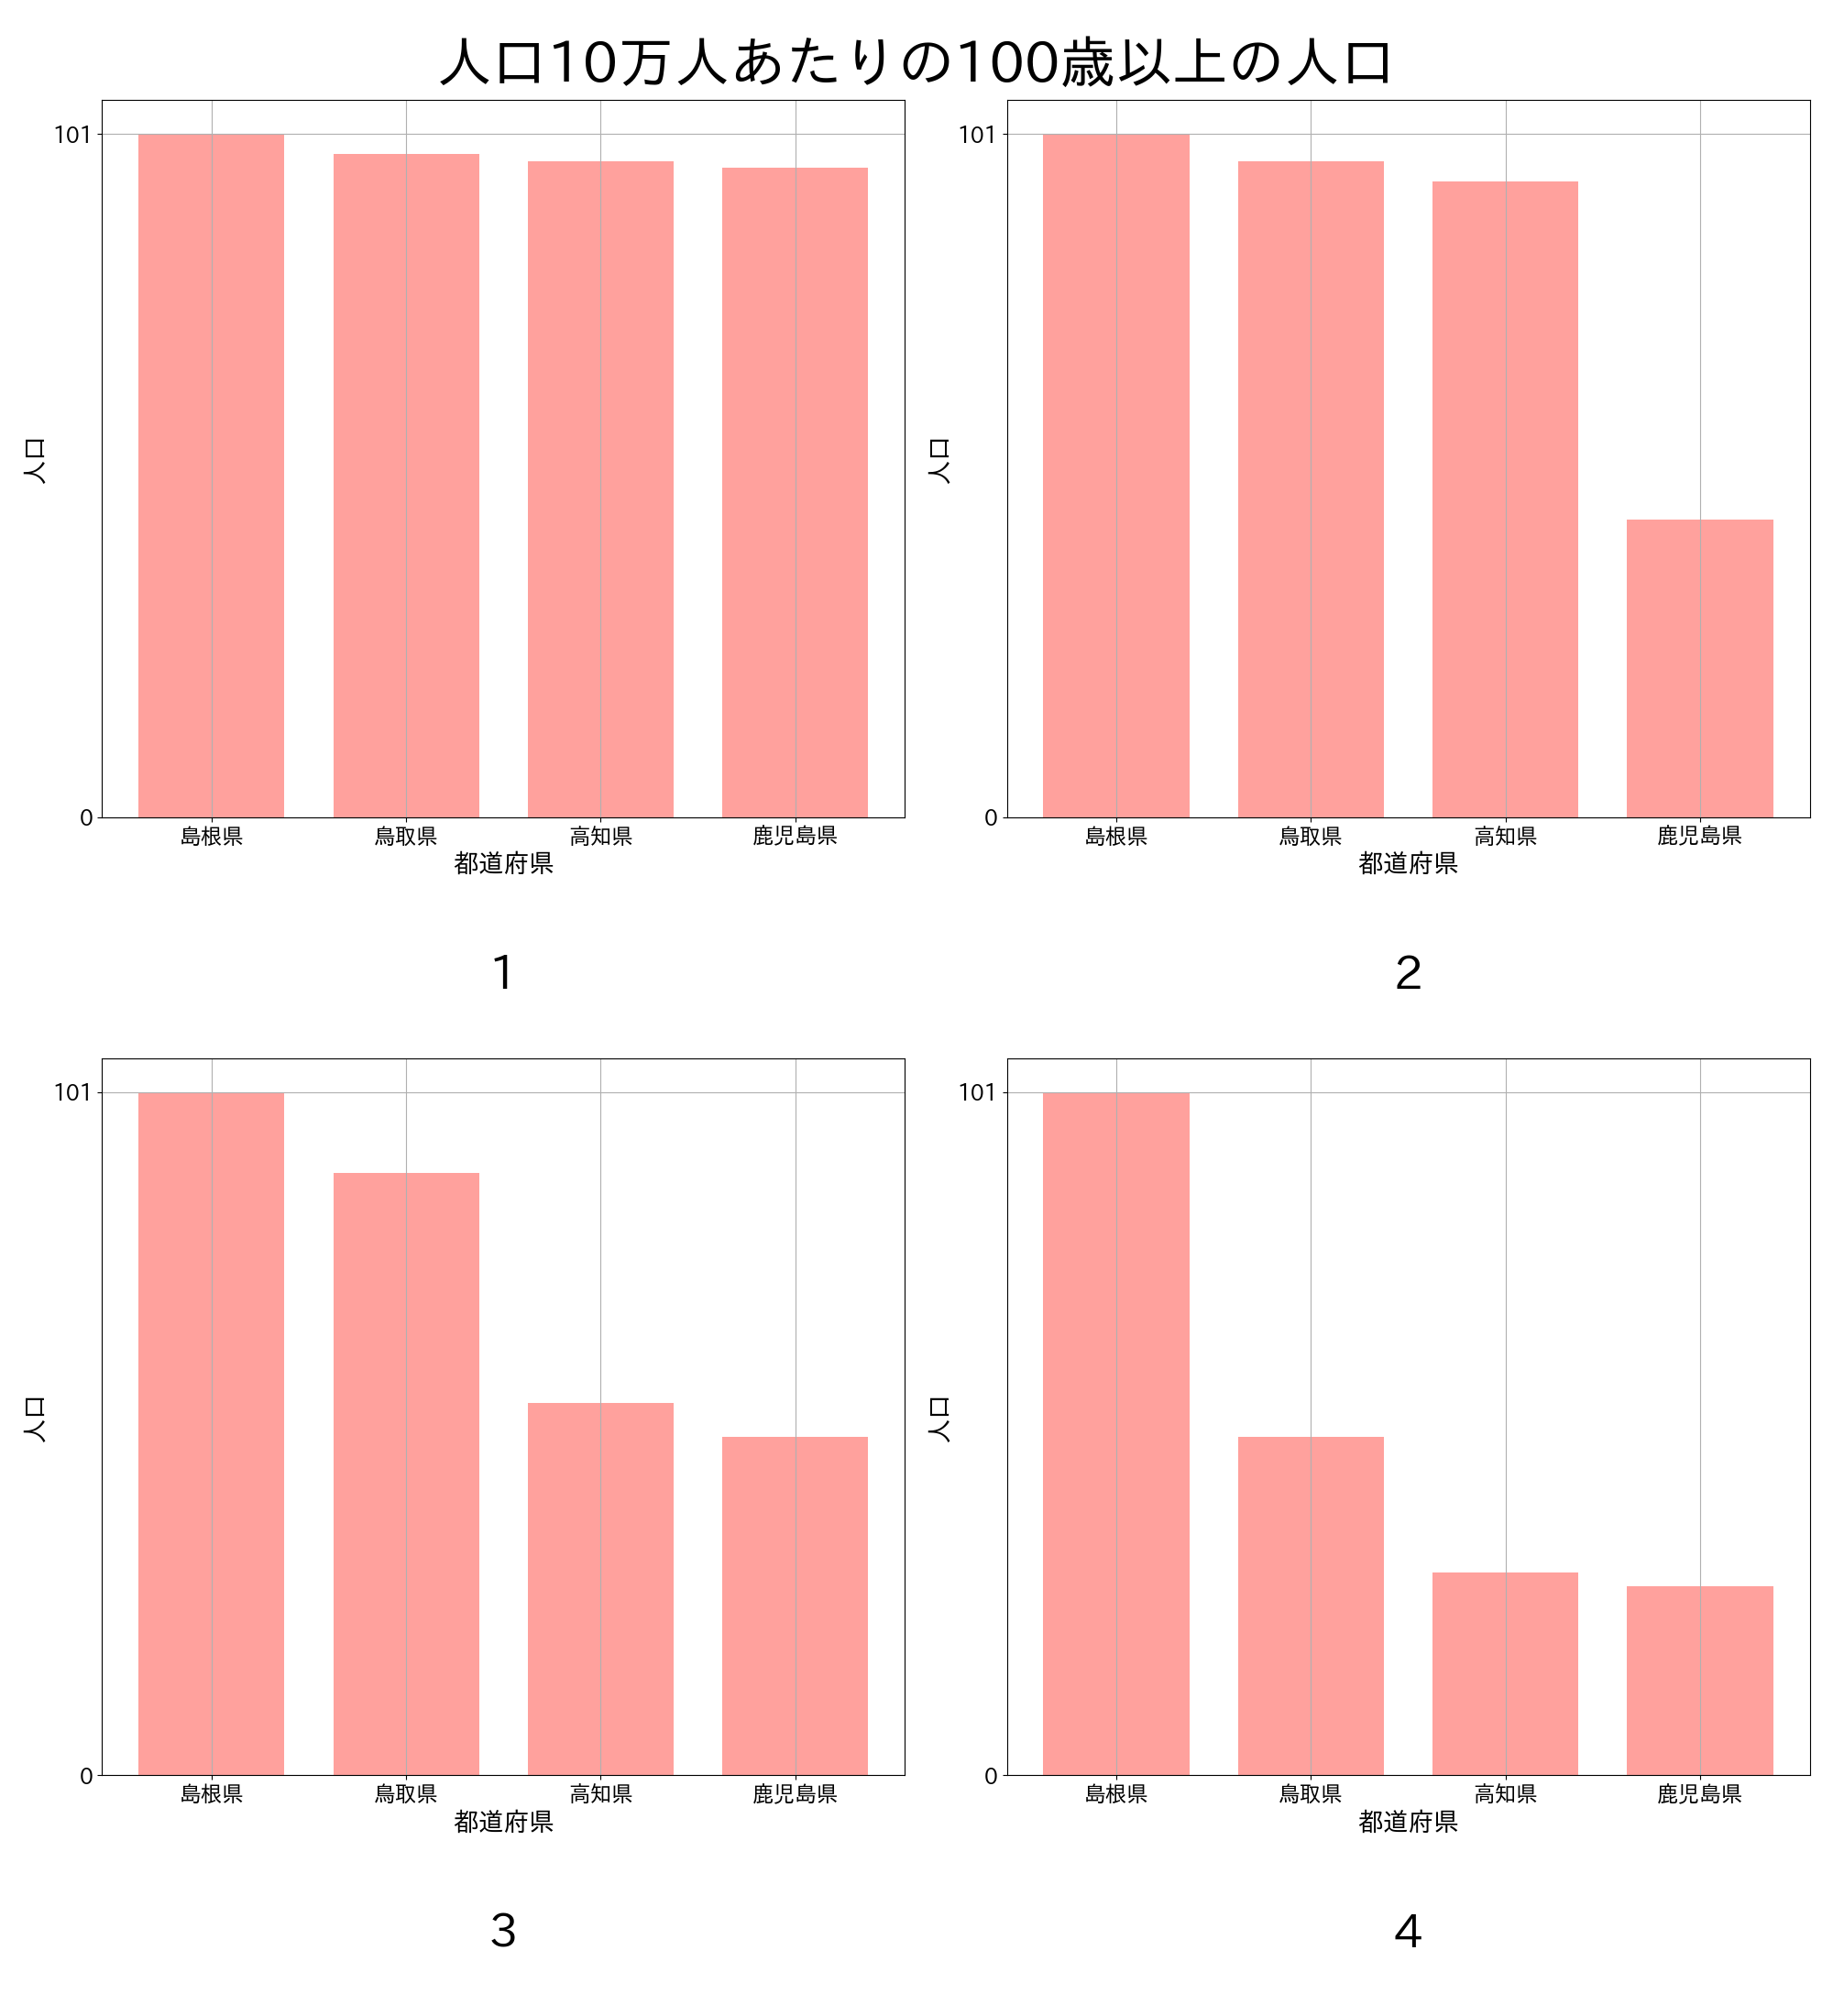 人口10万人あたりの100歳以上の人口
101
人口
0
島根県 鳥取県 高知県 鹿児島県
都道府県
1
101
人口
0
島根県 鳥取県 高知県 鹿児島県
都道府県
2
101
人口
0
島根県 鳥取県 高知県 鹿児島県
都道府県
3
101
人口
0
島根県 鳥取県 高知県 鹿児島県
都道府県
4